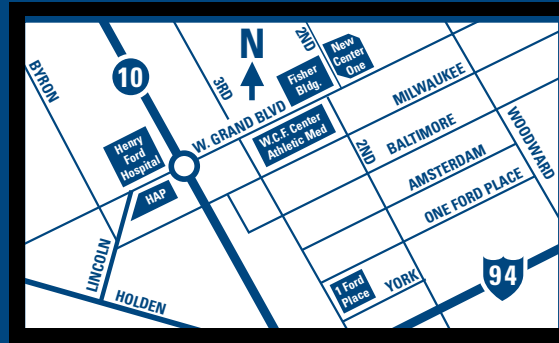 BYRON
10
3RD
N
2ND
New
Center
One
Fisher
Bldg.
W. GRAND BLVD
MILWAUKEE
WOODWARD
Henry
Ford
Hospital
W.C.F. Center
Athletic Med
2ND
BALTIMORE
HAP
AMSTERDAM
ONE FORD PLACE
LINCOLN
HOLDEN
1 Ford
Place
YORK
94